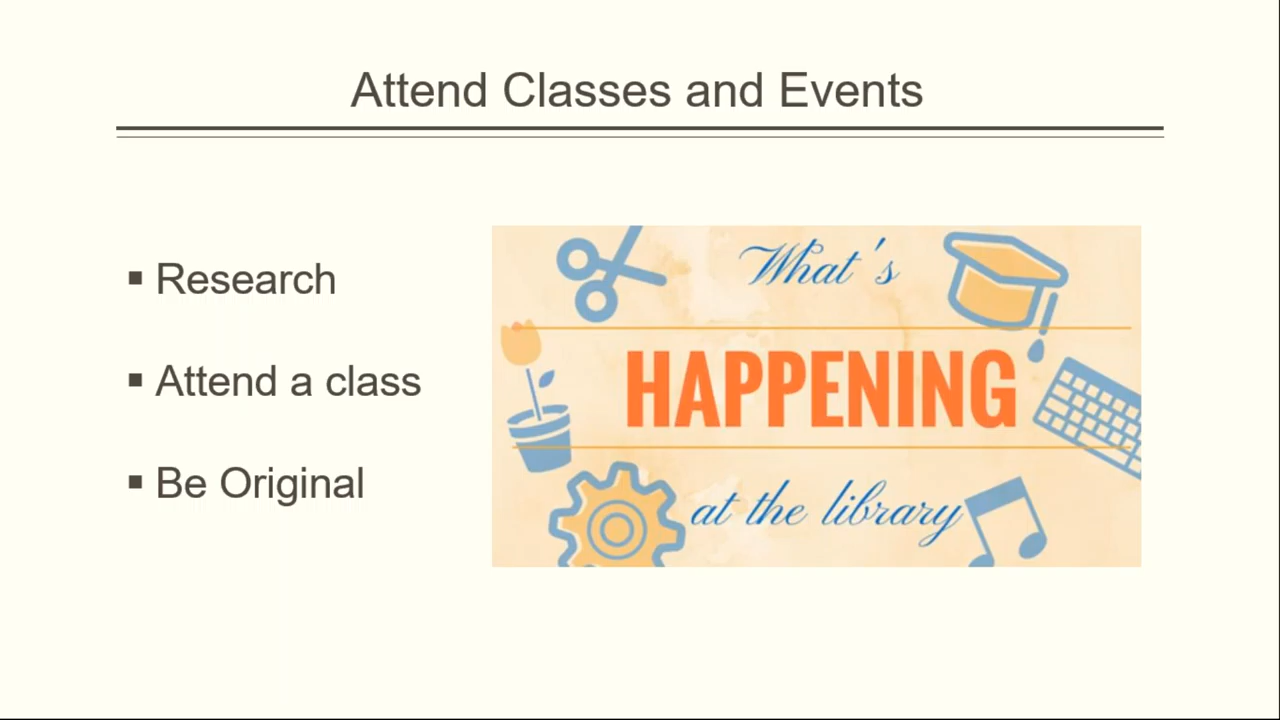 Attend Classes and Events
Research
Attend a class
Be Original
What's
HAPPENING
at the library